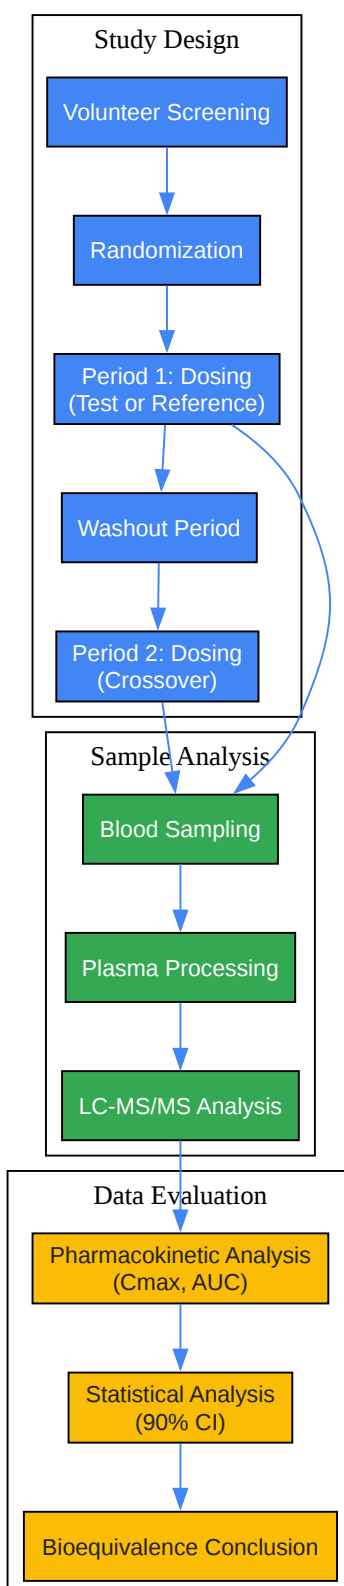 Study Design
Volunteer Screening
Randomization
Period 1: Dosing
(Test or Reference)
Washout Period
Period 2: Dosing
(Crossover)
Sample Analysis
Blood Sampling
Plasma Processing
LC-MS/MS Analysis
Data Evaluation
Pharmacokinetic Analysis
(Cmax, AUC)
Statistical Analysis
(90% CI)
Bioequivalence Conclusion